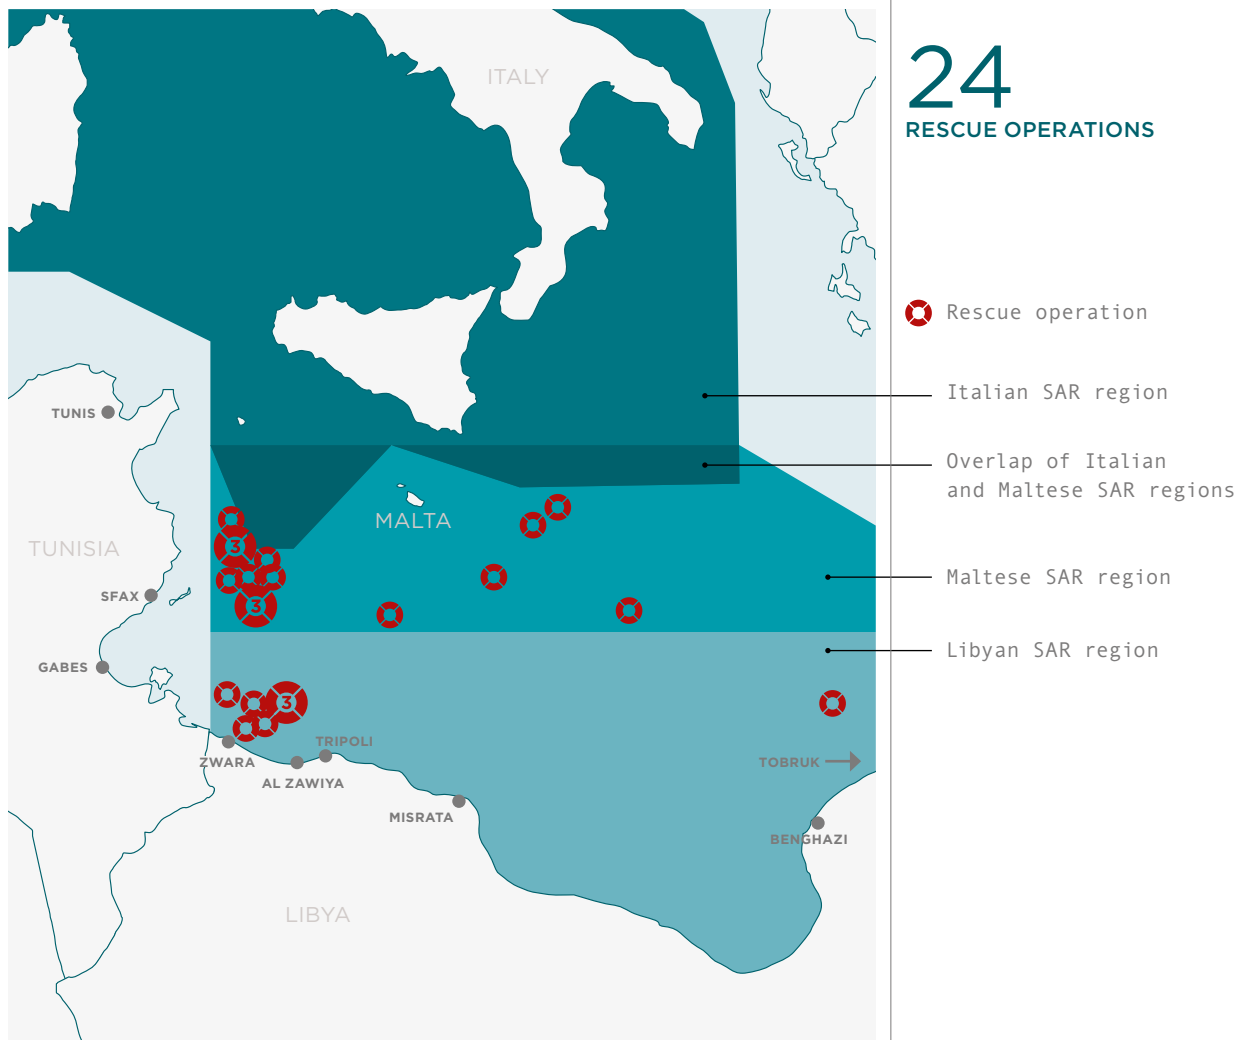 24
RESCUE OPERATIONS
Rescue operation
Italian SAR region
Overlap of Italian
and Maltese SAR regions
Maltese SAR region
Libyan SAR region
ITALY
TUNIS
MALTA
TUNISIA
3
SFAX
3
GABES
3
TRIPOLI
ZWARA
AL ZAWIYA
TOBRUK
MISRATA
BENGHAZI
LIBYA